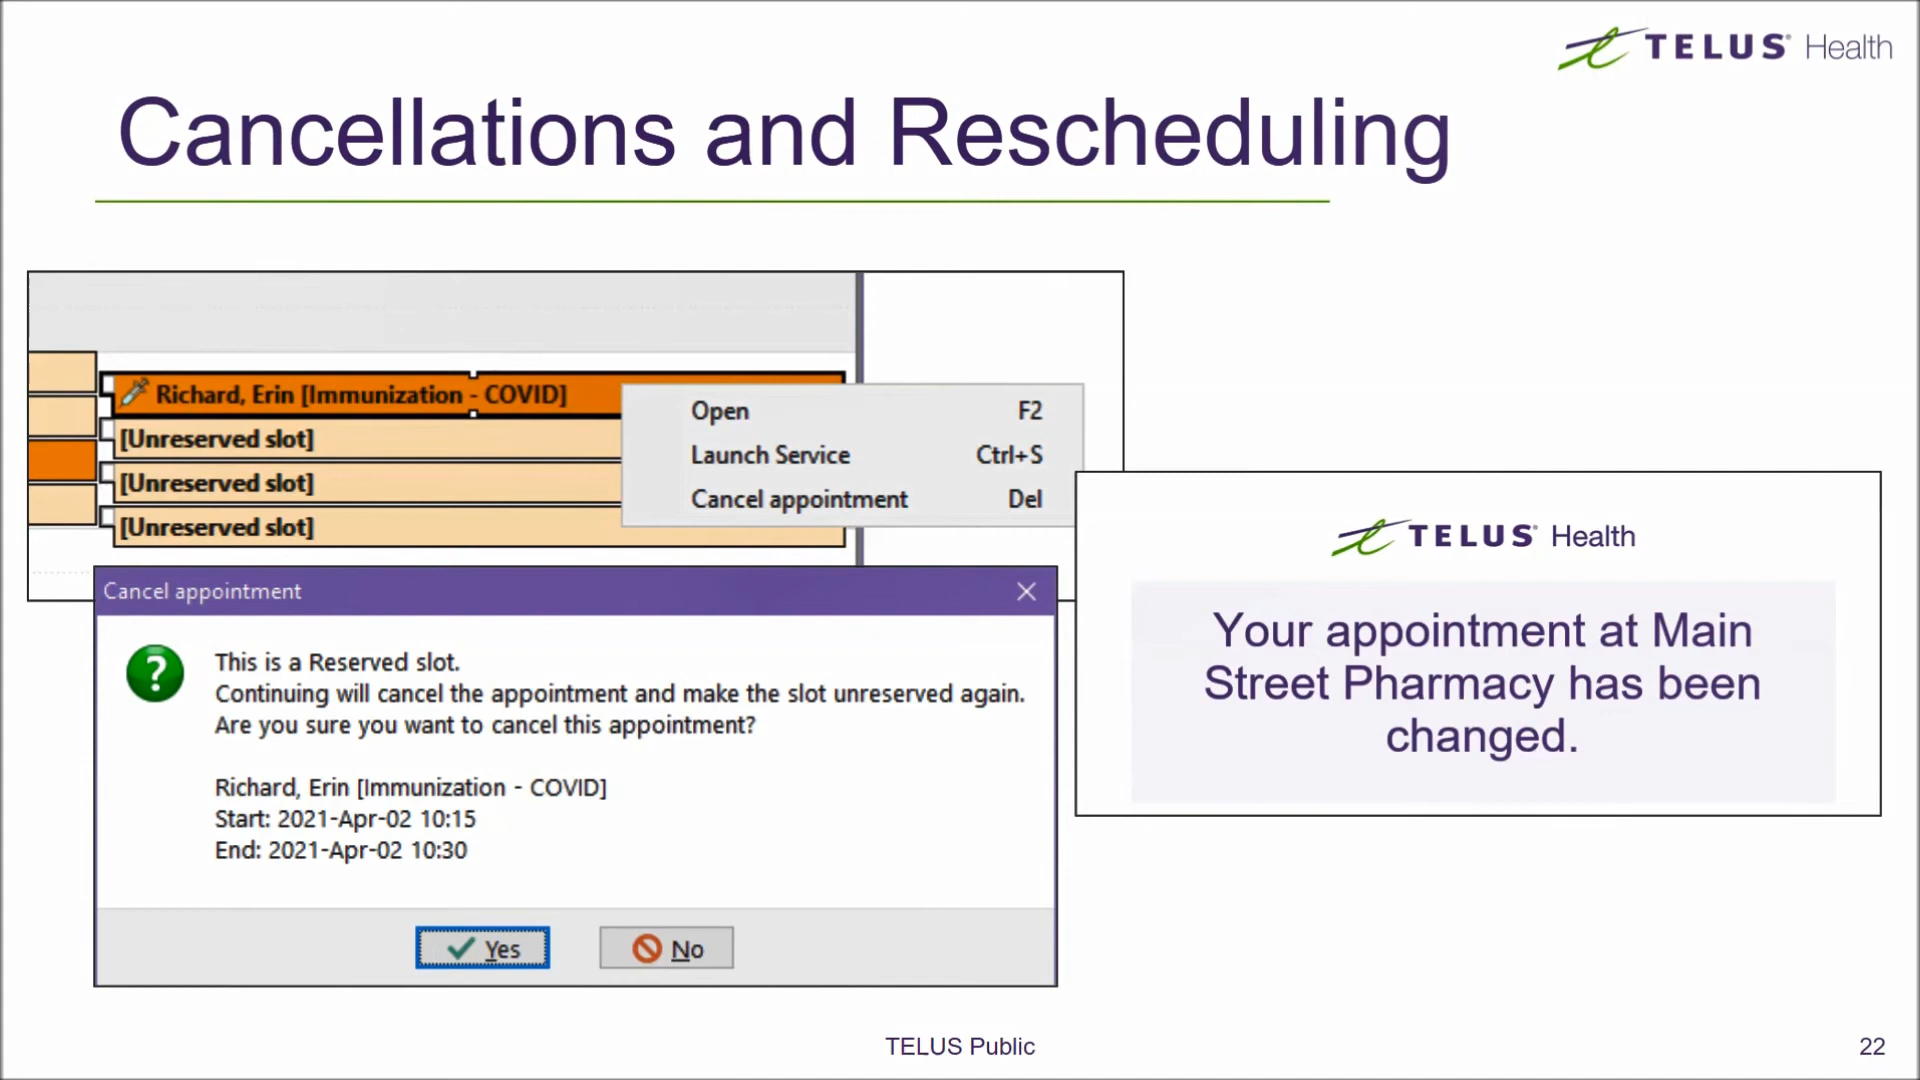 TELUS Health
Cancellations and Rescheduling
Richard, Erin [Immunization - COVID]
[Unreserved slot]
[Unreserved slot]
[Unreserved slot]
Open F2
Launch Service Ctrl+S
Cancel appointment Del
Cancel appointment
This is a Reserved slot.
Continuing will cancel the appointment and make the slot unreserved again.
Are you sure you want to cancel this appointment?
Richard, Erin [Immunization - COVID]
Start: 2021-Apr-02 10:15
End: 2021-Apr-02 10:30
Yes No
TELUS Health
Your appointment at Main
Street Pharmacy has been
changed.
TELUS Public
22